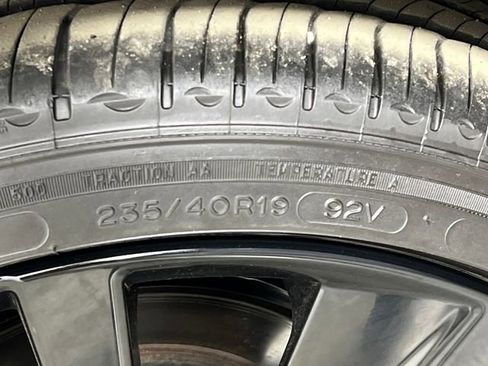 500 TRACTION AA TEMPERATURE A
235/40R19 92V